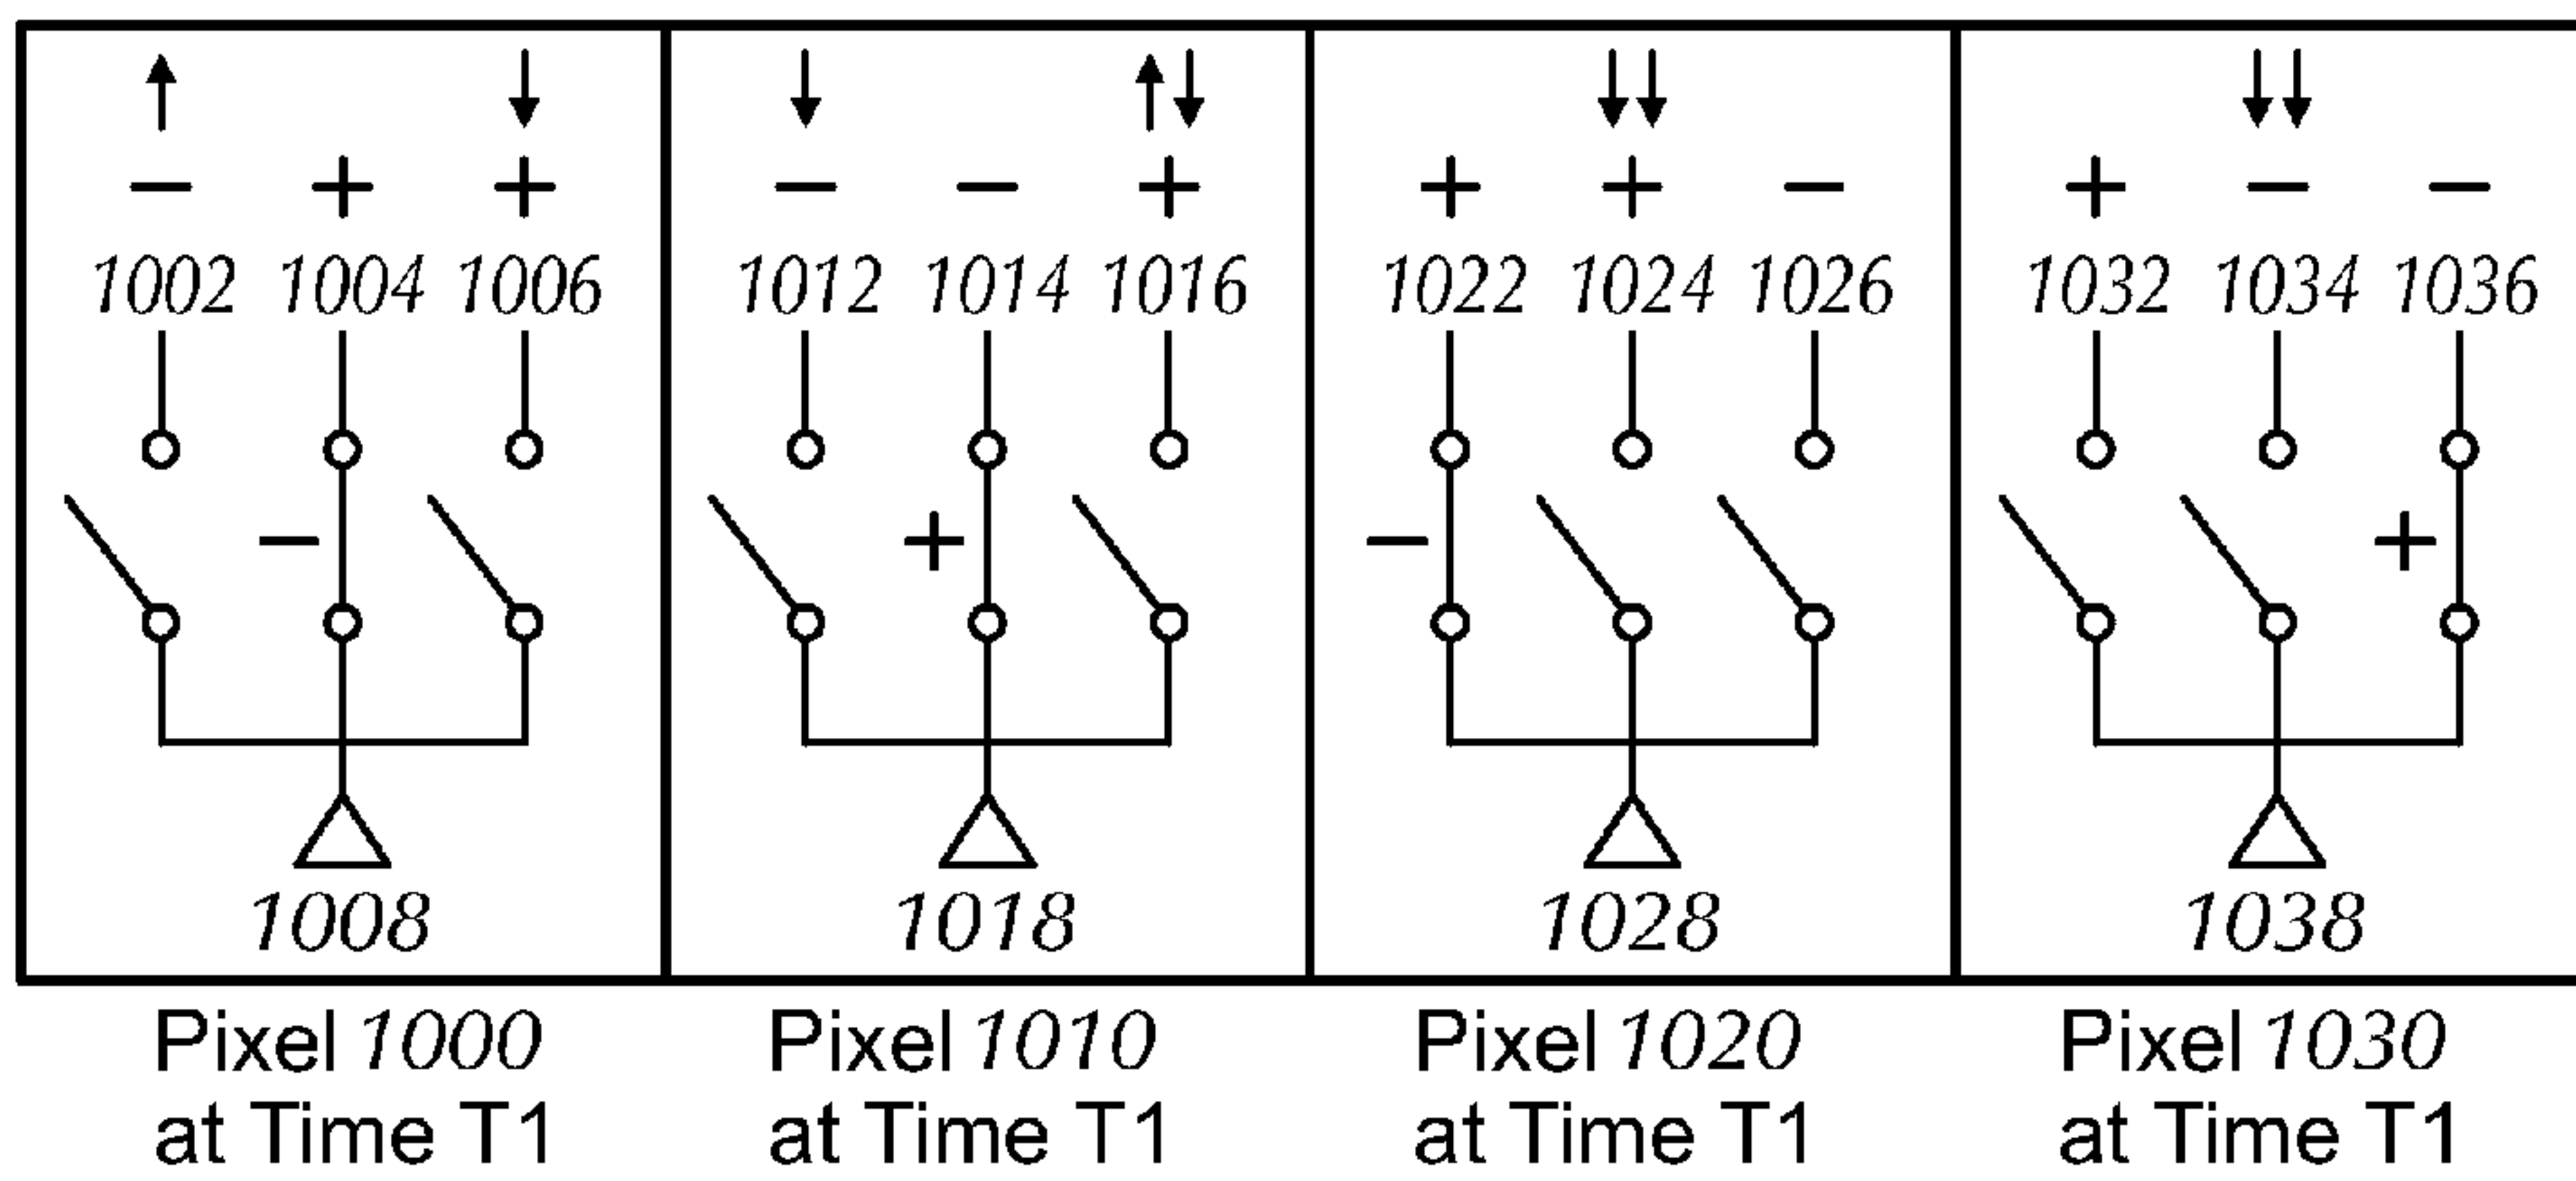 − + + − − + + + − + − −
1002 1004 1006 1012 1014 1016 1022 1024 1026 1032 1034 1036
− + − +
1008 1018 1028 1038
Pixel 1000 Pixel 1010 Pixel 1020 Pixel 1030
at Time T1 at Time T1 at Time T1 at Time T1